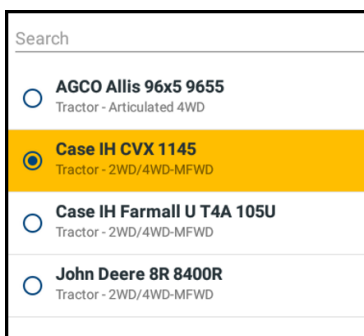 Search
AGCO Allis 96x5 9655
Tractor - Articulated 4WD
Case IH CVX 1145
Tractor - 2WD/4WD-MFWD
Case IH Farmall U T4A 105U
Tractor - 2WD/4WD-MFWD
John Deere 8R 8400R
Tractor - 2WD/4WD-MFWD